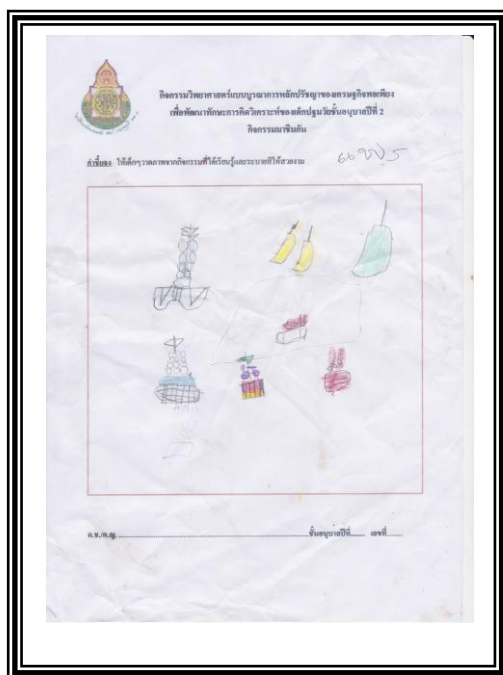 กิจกรรมวิทยาศาสตร์แบบบูรณาการหลักปรัชญาของเศรษฐกิจพอเพียง
เพื่อพัฒนาทักษะการคิดวิเคราะห์ของเด็กปฐมวัยชั้นอนุบาลปีที่ 2
กิจกรรมมาชิมกัน
คำชี้แจง ให้เด็กๆวาดภาพจากกิจกรรมที่ได้เรียนรู้และระบายสีให้สวยงาม
ด.ช./ด.ญ. ชั้นอนุบาลปีที่ เลขที่